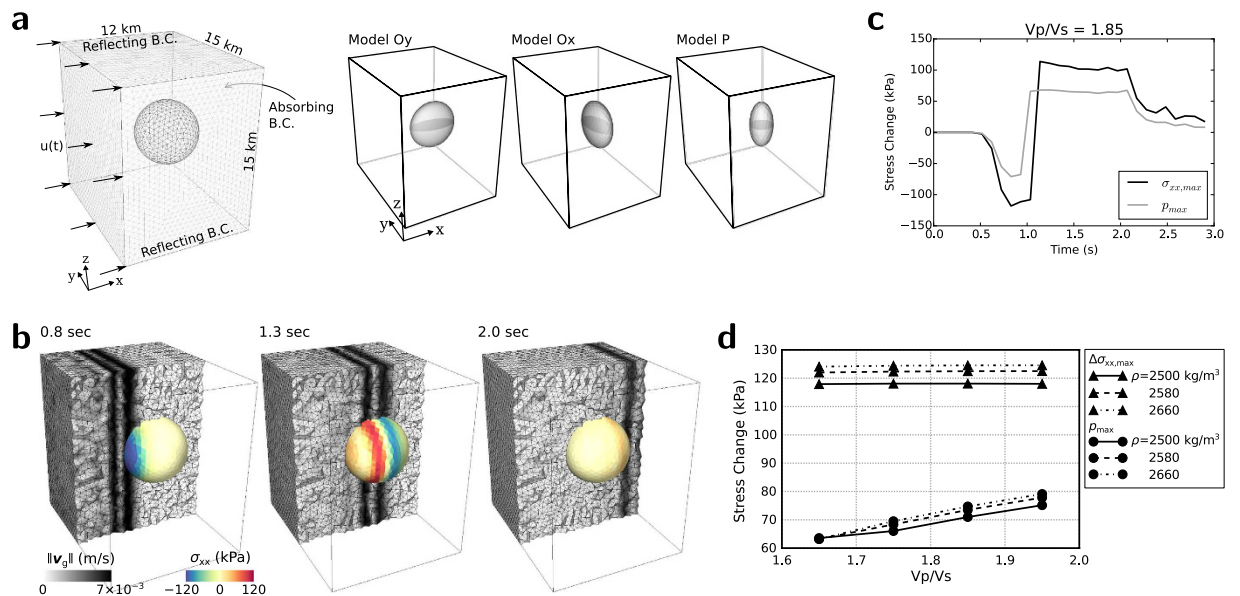 a
12 km
Reflecting B.C.
15 km
Absorbing
B.C.
u(t)
15 km
Reflecting B.C.
z
y
x
Model Oy
Model Ox
Model P
z
y
x
c
Vp/Vs = 1.85
150
100
50
0
−50
−100
−150
Stress Change (kPa)
σxx,max
pmax
0.0 0.5 1.0 1.5 2.0 2.5 3.0
Time (s)
b
0.8 sec
1.3 sec
2.0 sec
‖vg‖ (m/s)
0 7×10−3
σxx (kPa)
−120 0 120
d
130
120
110
100
90
80
70
60
Stress Change (kPa)
1.6 1.7 1.8 1.9 2.0
Vp/Vs
Δσxx,max
ρ=2500 kg/m3
2580
2660
pmax
ρ=2500 kg/m3
2580
2660